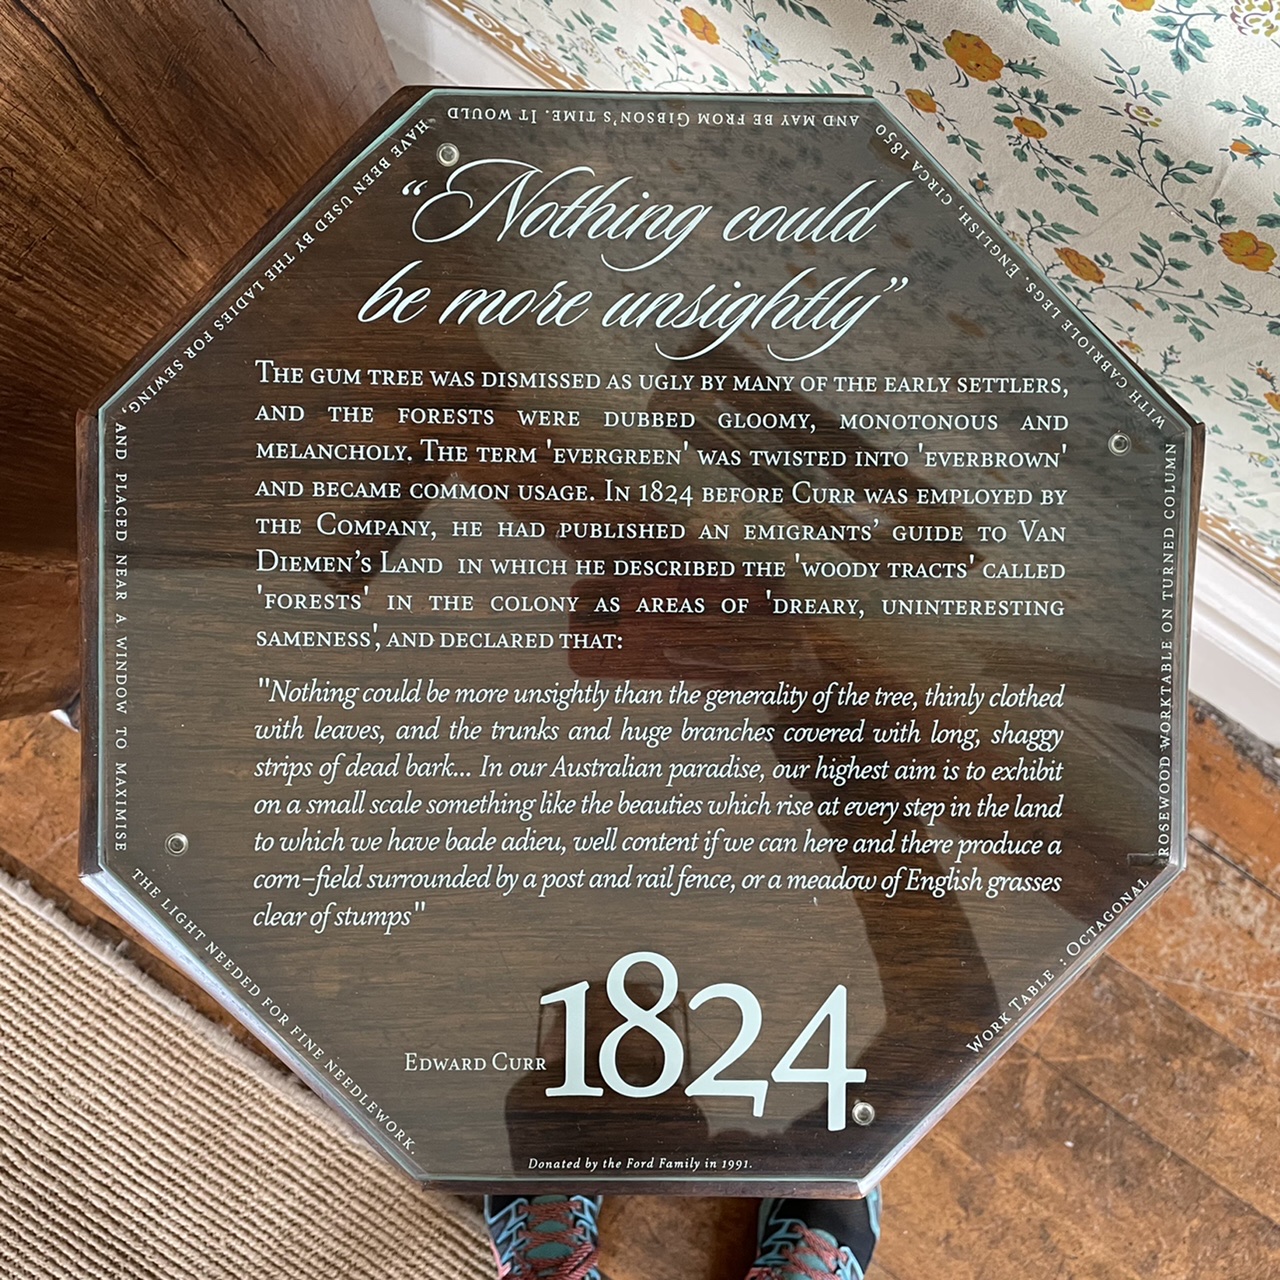 "Nothing could
be more unsightly"
The gum tree was dismissed as ugly by many of the early settlers,
and the forests were dubbed gloomy, monotonous and
melancholy. The term 'evergreen' was twisted into 'everbrown'
and became common usage. In 1824 before Curr was employed by
the Company, he had published an emigrants' guide to Van
Diemen's Land in which he described the 'woody tracts' called
'forests' in the colony as areas of 'dreary, uninteresting
sameness', and declared that:
"Nothing could be more unsightly than the generality of the tree, thinly clothed
with leaves, and the trunks and huge branches covered with long, shaggy
strips of dead bark... In our Australian paradise, our highest aim is to exhibit
on a small scale something like the beauties which rise at every step in the land
to which we have bade adieu, well content if we can here and there produce a
corn-field surrounded by a post and rail fence, or a meadow of English grasses
clear of stumps"
Edward Curr 1824
Donated by the Ford Family in 1991.
Work Table : Octagonal
rosewood worktable on turned column
with cabriole legs. English, circa 1850
and may be from Gibson's time. It would
have been used by the ladies for sewing,
and placed near a window to maximise
the light needed for fine needlework.